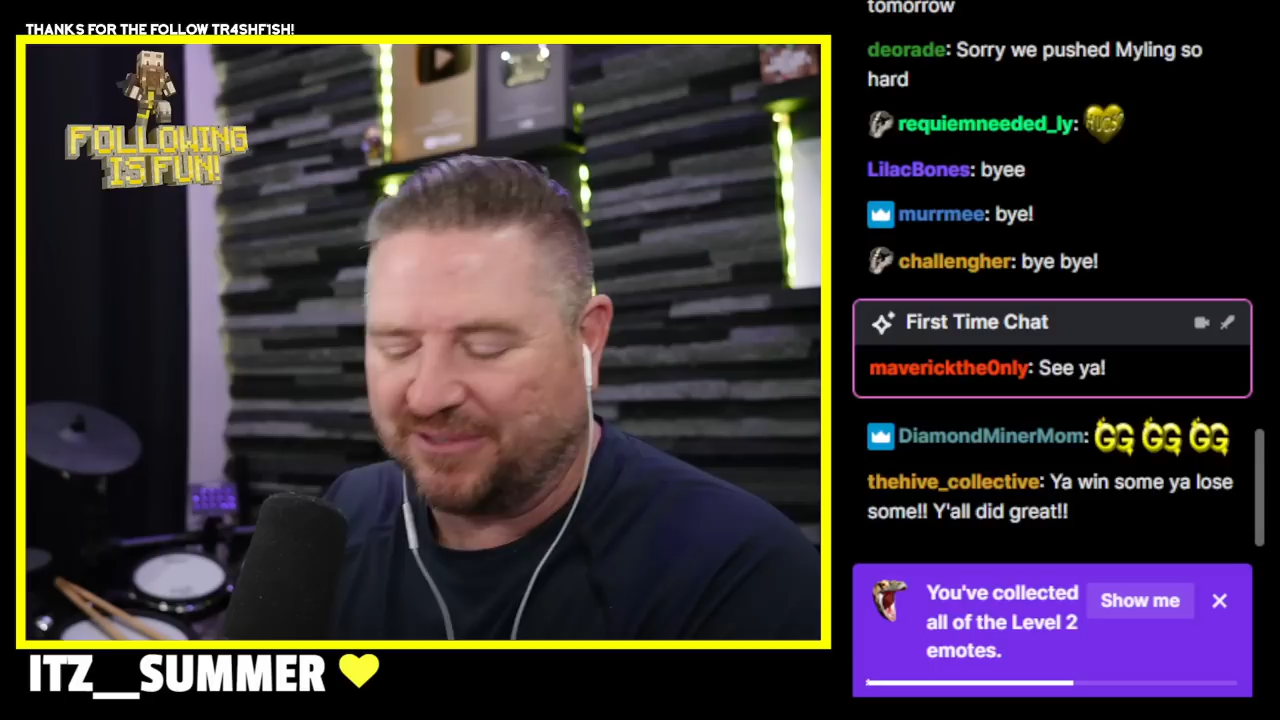 THANKS FOR THE FOLLOW TR4SHF1SH!
FOLLOWING
IS FUN!
ITZ__SUMMER
tomorrow
deorade: Sorry we pushed Myling so
hard
requiemneeded_ly:
LilacBones: byee
murrmee: bye!
challengher: bye bye!
First Time Chat
mavericktheOnly: See ya!
DiamondMinerMom: GG GG GG
thehive_collective: Ya win some ya lose
some!! Y'all did great!!
You've collected
all of the Level 2
emotes.
Show me